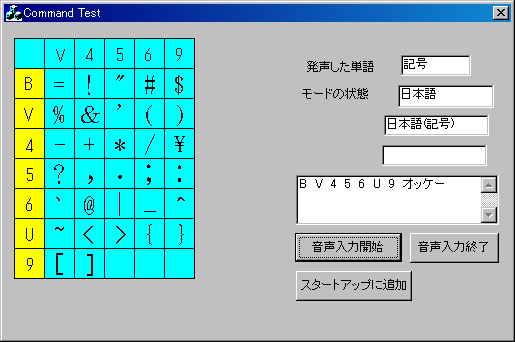 Command Test
V 4 5 6 9
B = ! " # $
V % & ' ( )
4 - + * / ¥
5 ? , . ; :
6 ` @ | _ ^
U ~ < > { }
9 [ ]
発声した単語 記号
モードの状態 日本語
日本語(記号)
B V 4 5 6 U 9 オッケー
音声入力開始 音声入力終了
スタートアップに追加